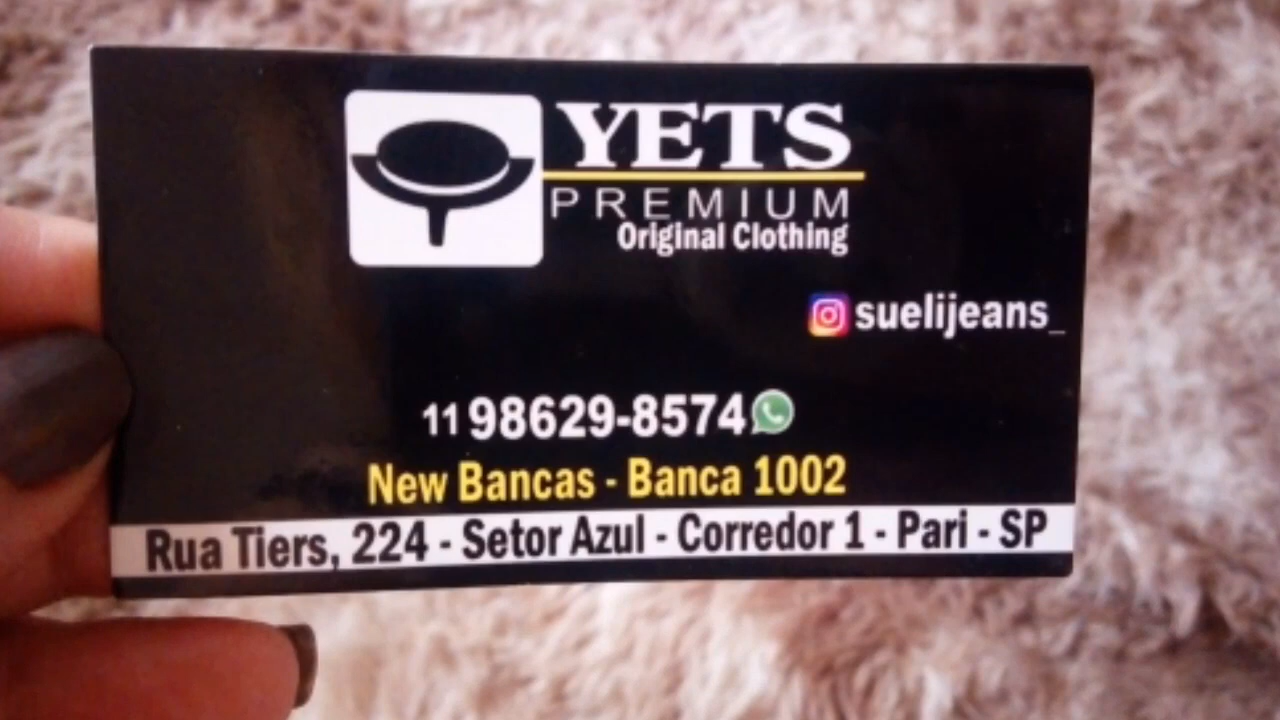 YETS
PREMIUM
Original Clothing
suelijeans_
11 98629-8574
New Bancas - Banca 1002
Rua Tiers, 224 - Setor Azul - Corredor 1 - Pari - SP